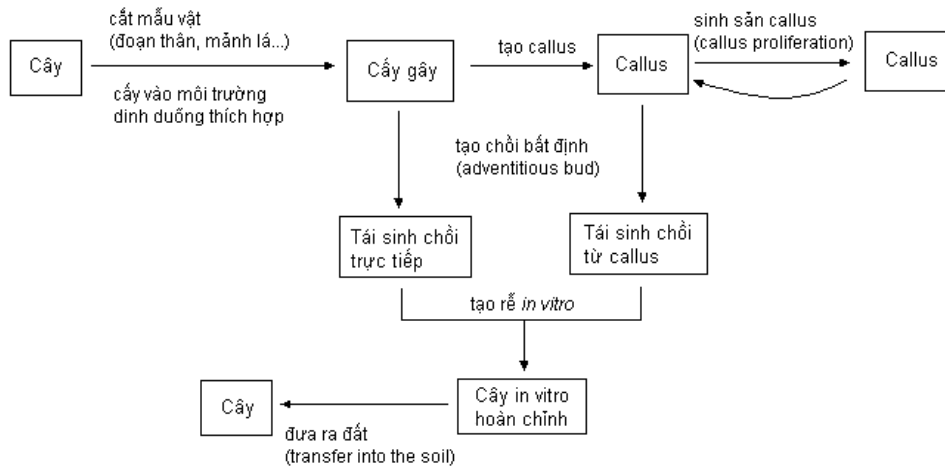 cắt mẫu vật
(đoạn thân, mảnh lá...)
Cây
cấy vào môi trường
dinh duống thích hợp
Cấy gây
tạo callus
Callus
sinh sản callus
(callus proliferation)
Callus
tạo chồi bất định
(adventitious bud)
Tái sinh chồi
trực tiếp
Tái sinh chồi
từ callus
tạo rễ in vitro
Cây in vitro
hoàn chỉnh
Cây
đưa ra đất
(transfer into the soil)